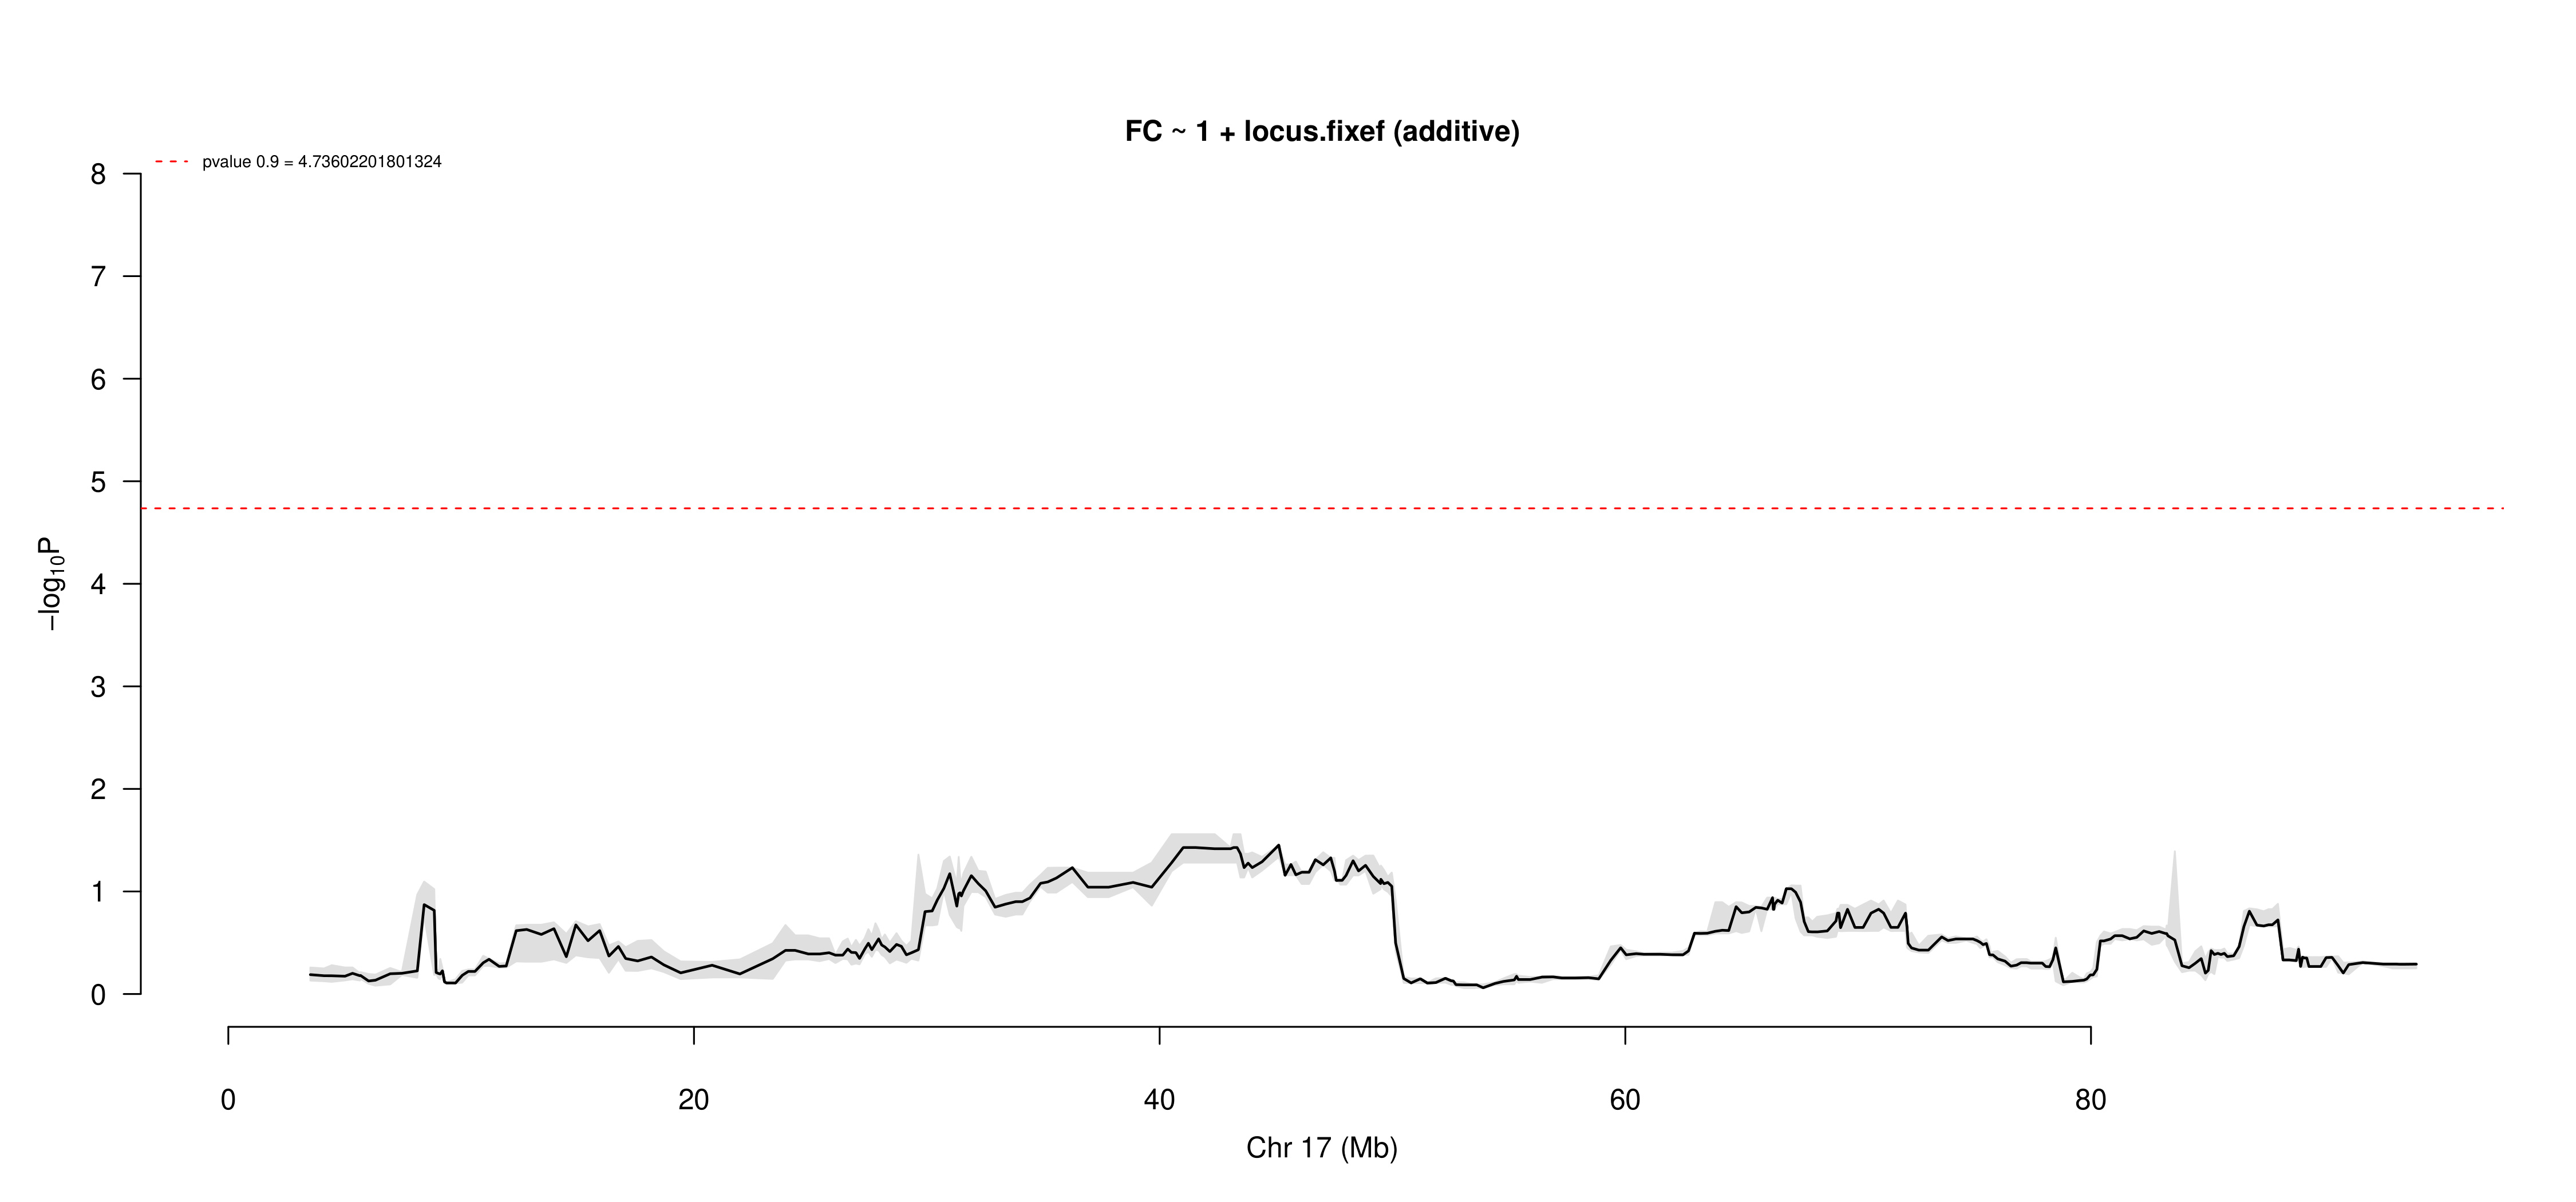 FC ~ 1 + locus.fixef (additive)
pvalue 0.9 = 4.73602201801324
8
7
6
5
4
3
2
1
0
−log10P
0 20 40 60 80
Chr 17 (Mb)